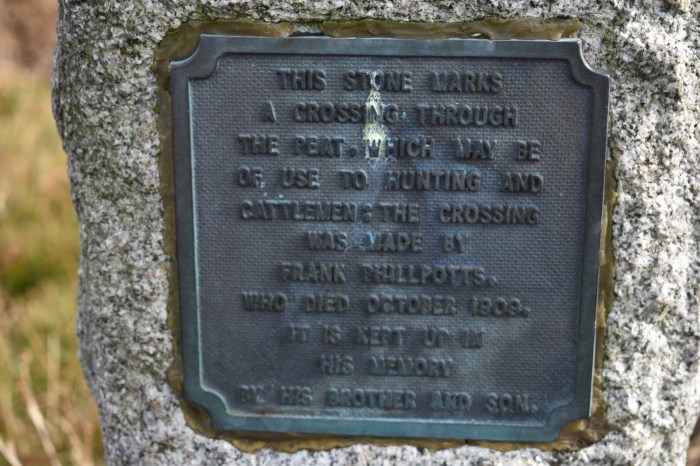 THIS STONE MARKS
A CROSSING THROUGH
THE PEAT, WHICH MAY BE
OF USE TO HUNTING AND
CATTLEMEN: THE CROSSING
WAS MADE BY
FRANK PHILLPOTTS.
WHO DIED OCTOBER 1909.
IT IS KEPT UP IN
HIS MEMORY
BY HIS BROTHER AND SON.